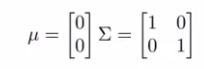 μ = [0 0] Σ = [1 0
0 1]